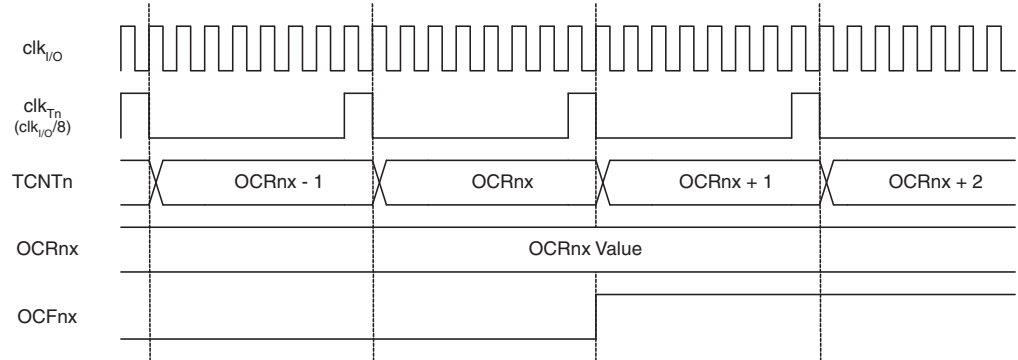 clkI/O
clkTn
(clkI/O/8)
TCNTn OCRnx - 1 OCRnx OCRnx + 1 OCRnx + 2
OCRnx OCRnx Value
OCFnx